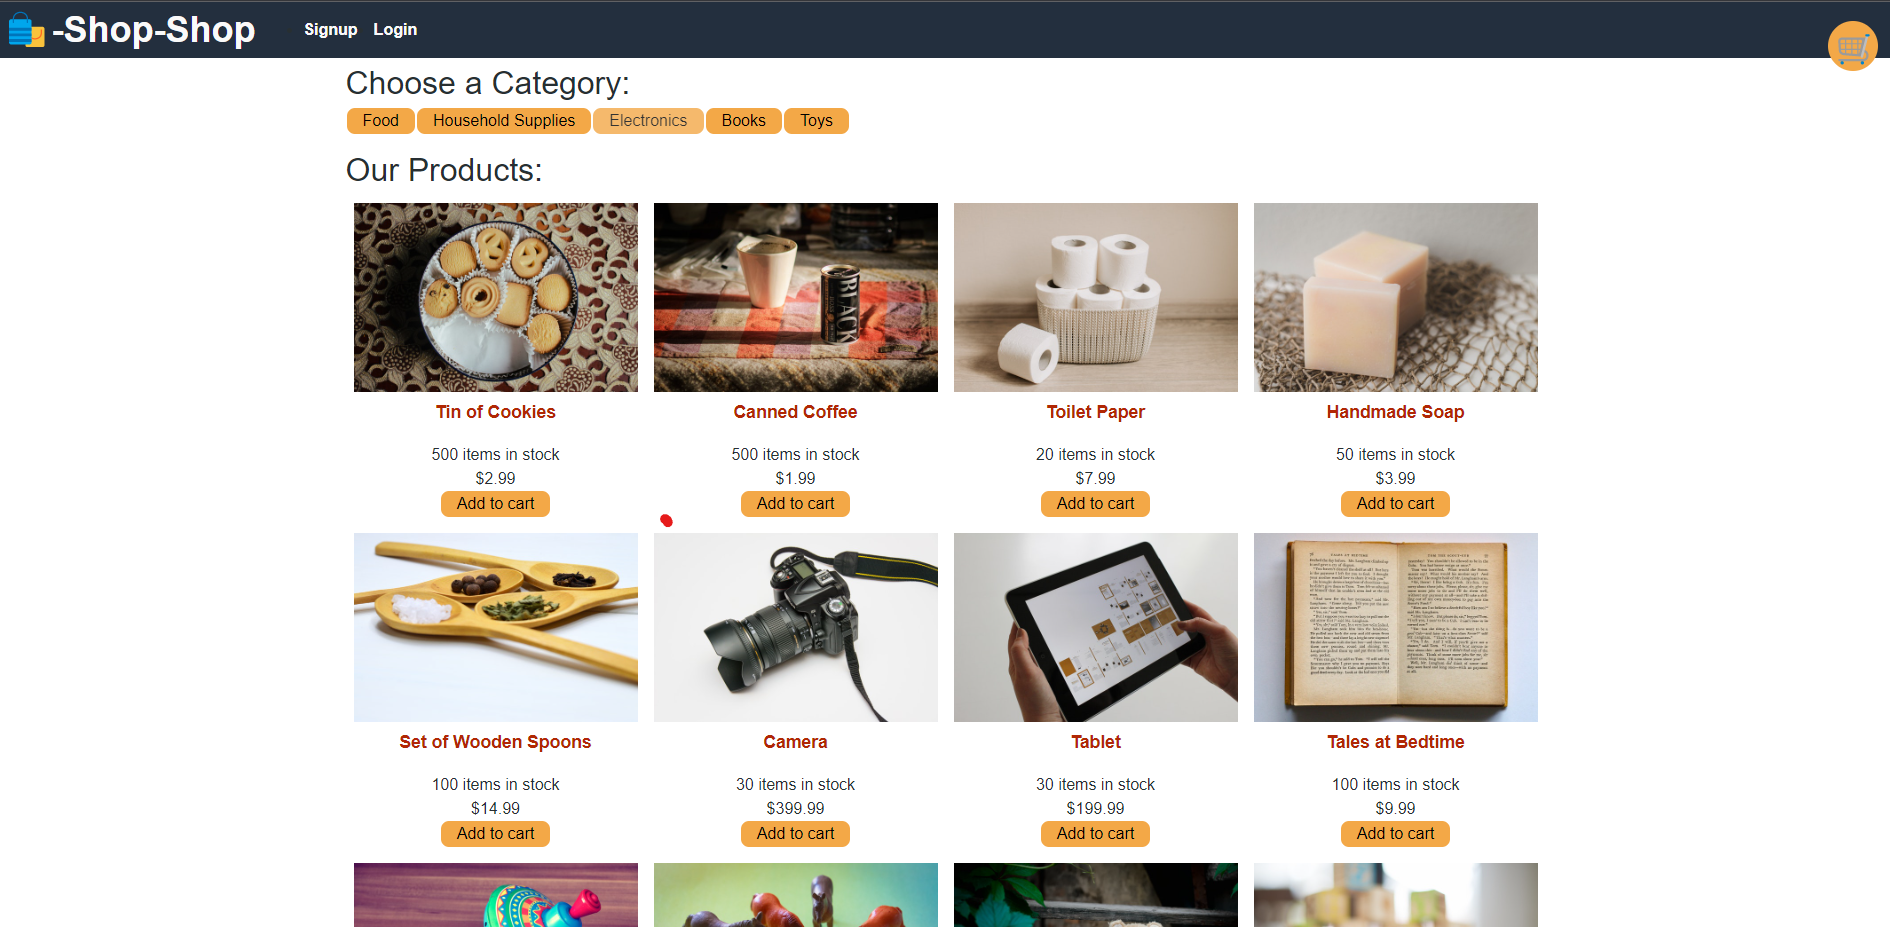 -Shop-Shop
Signup Login
Choose a Category:
Food Household Supplies Electronics Books Toys
Our Products:
BLACK
Tin of Cookies Canned Coffee Toilet Paper Handmade Soap
500 items in stock 500 items in stock 20 items in stock 50 items in stock
$2.99 $1.99 $7.99 $3.99
Add to cart Add to cart Add to cart Add to cart
Set of Wooden Spoons Camera Tablet Tales at Bedtime
100 items in stock 30 items in stock 30 items in stock 100 items in stock
$14.99 $399.99 $199.99 $9.99
Add to cart Add to cart Add to cart Add to cart